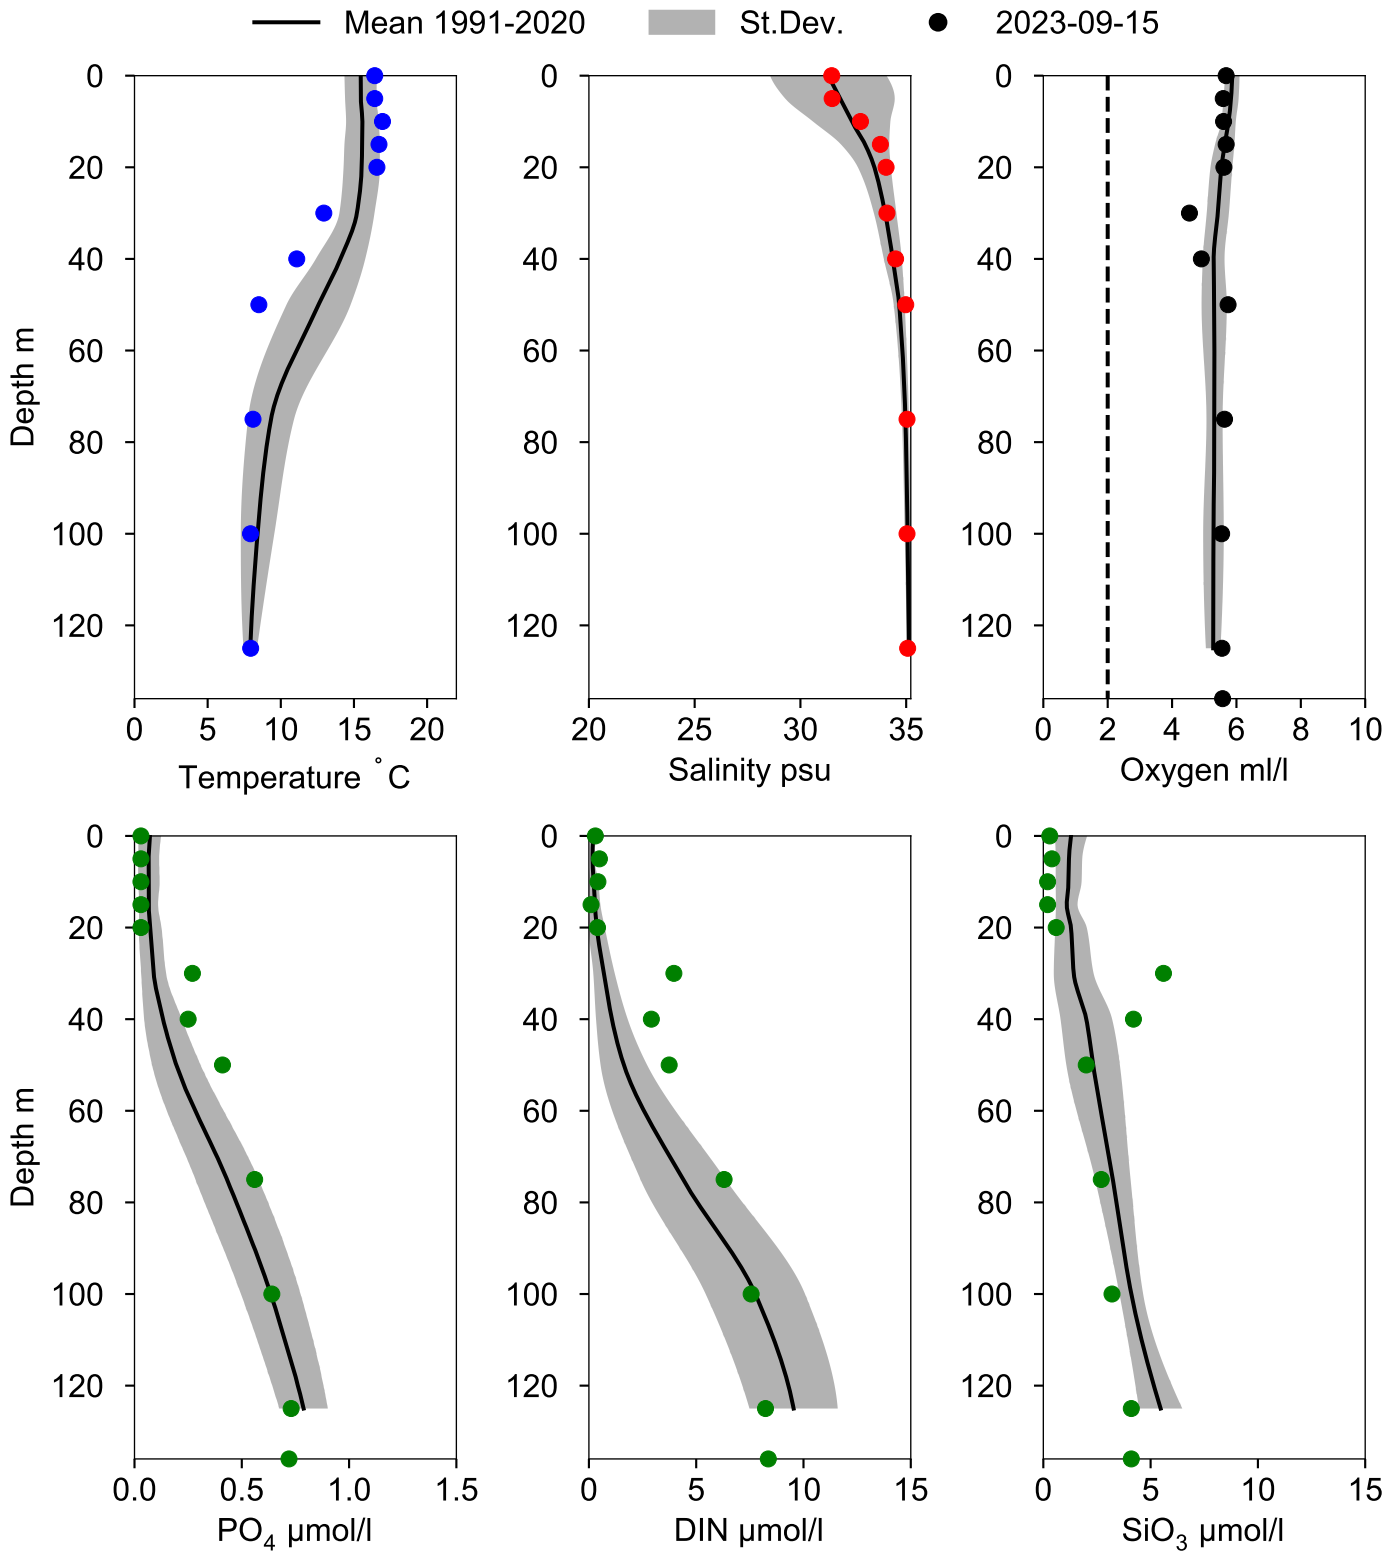 Mean 1991-2020 St.Dev. 2023-09-15
0 0 0
20 20 20
40 40 40
60 60 60
80 80 80
100 100 100
120 120 120
Depth m
0 5 10 15 20 20 25 30 35 0 2 4 6 8 10
Temperature °C Salinity psu Oxygen ml/l
0 0 0
20 20 20
40 40 40
60 60 60
80 80 80
100 100 100
120 120 120
Depth m
0.0 0.5 1.0 1.5 0 5 10 15 0 5 10 15
PO₄ µmol/l DIN µmol/l SiO₃ µmol/l